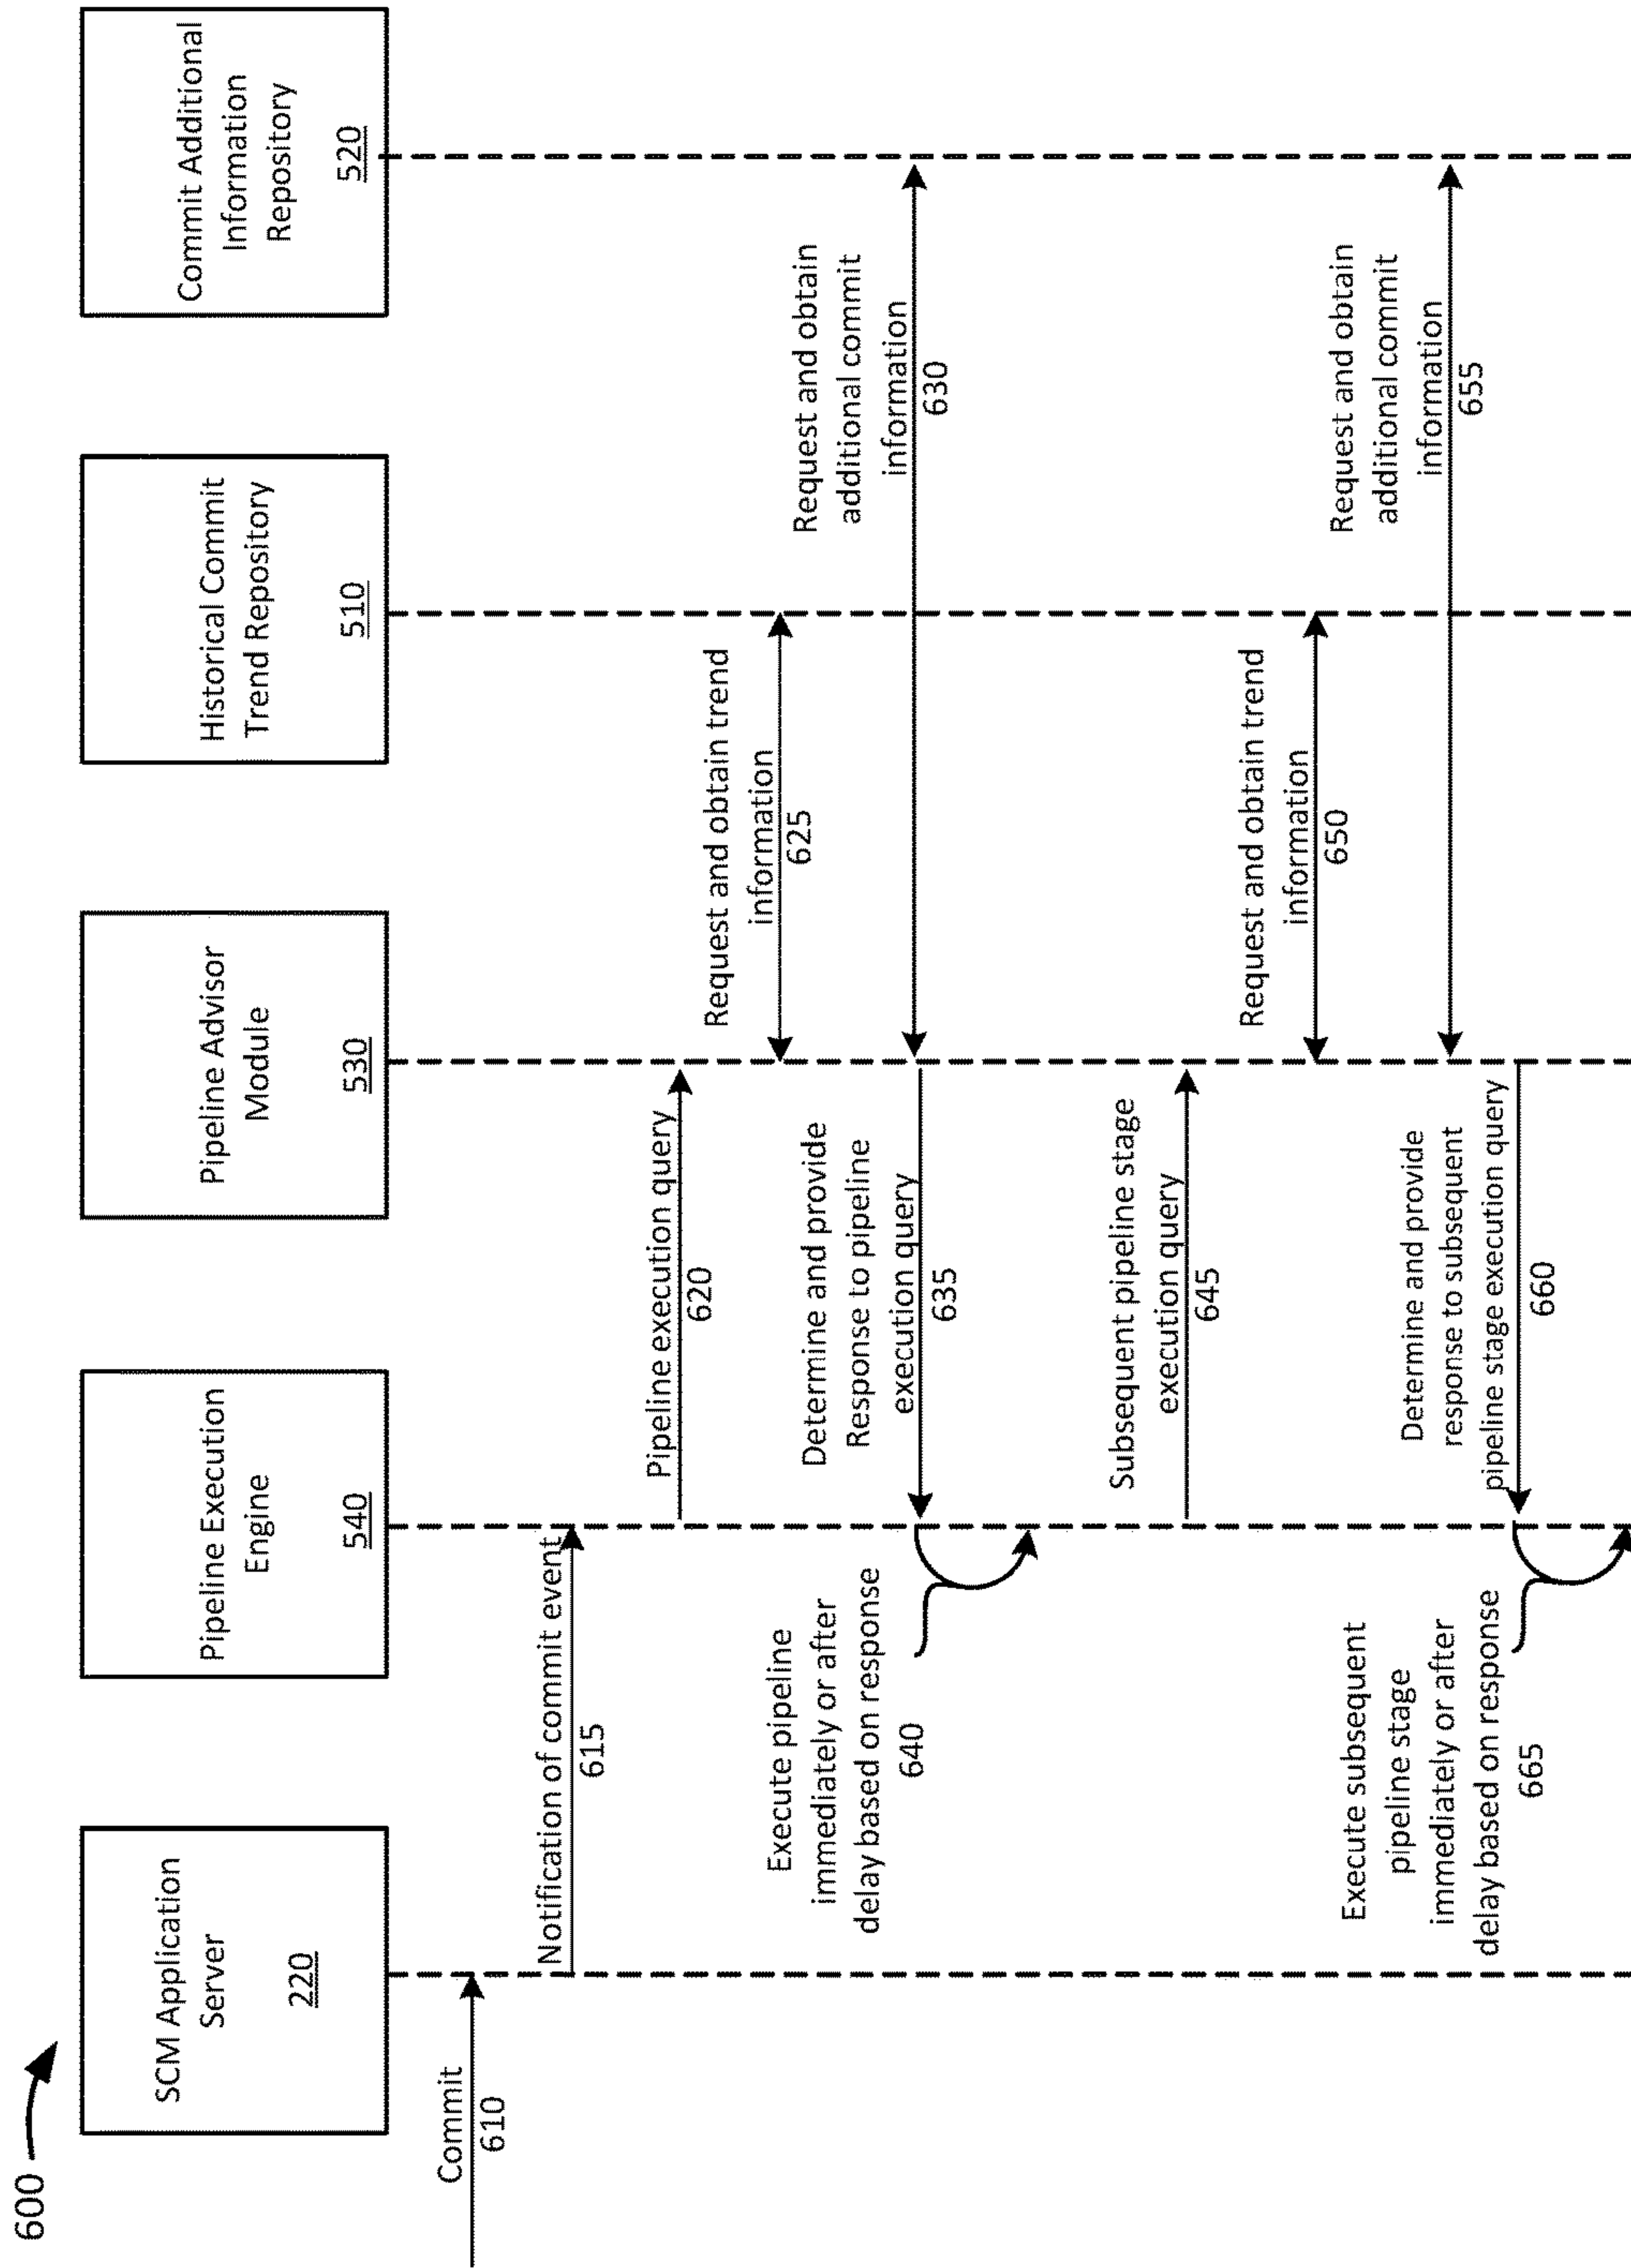 600
SCM Application
Server
220
Pipeline Execution
Engine
540
Pipeline Advisor
Module
530
Historical Commit
Trend Repository
510
Commit Additional
Information
Repository
520
Commit
610
Notification of commit event
615
Pipeline execution query
620
Request and obtain trend
information
625
Request and obtain
additional commit
information
630
Determine and provide
Response to pipeline
execution query
635
Execute pipeline
immediately or after
delay based on response
640
Subsequent pipeline stage
execution query
645
Request and obtain trend
information
650
Request and obtain
additional commit
information
655
Determine and provide
response to subsequent
pipeline stage execution query
660
Execute subsequent
pipeline stage
immediately or after
delay based on response
665